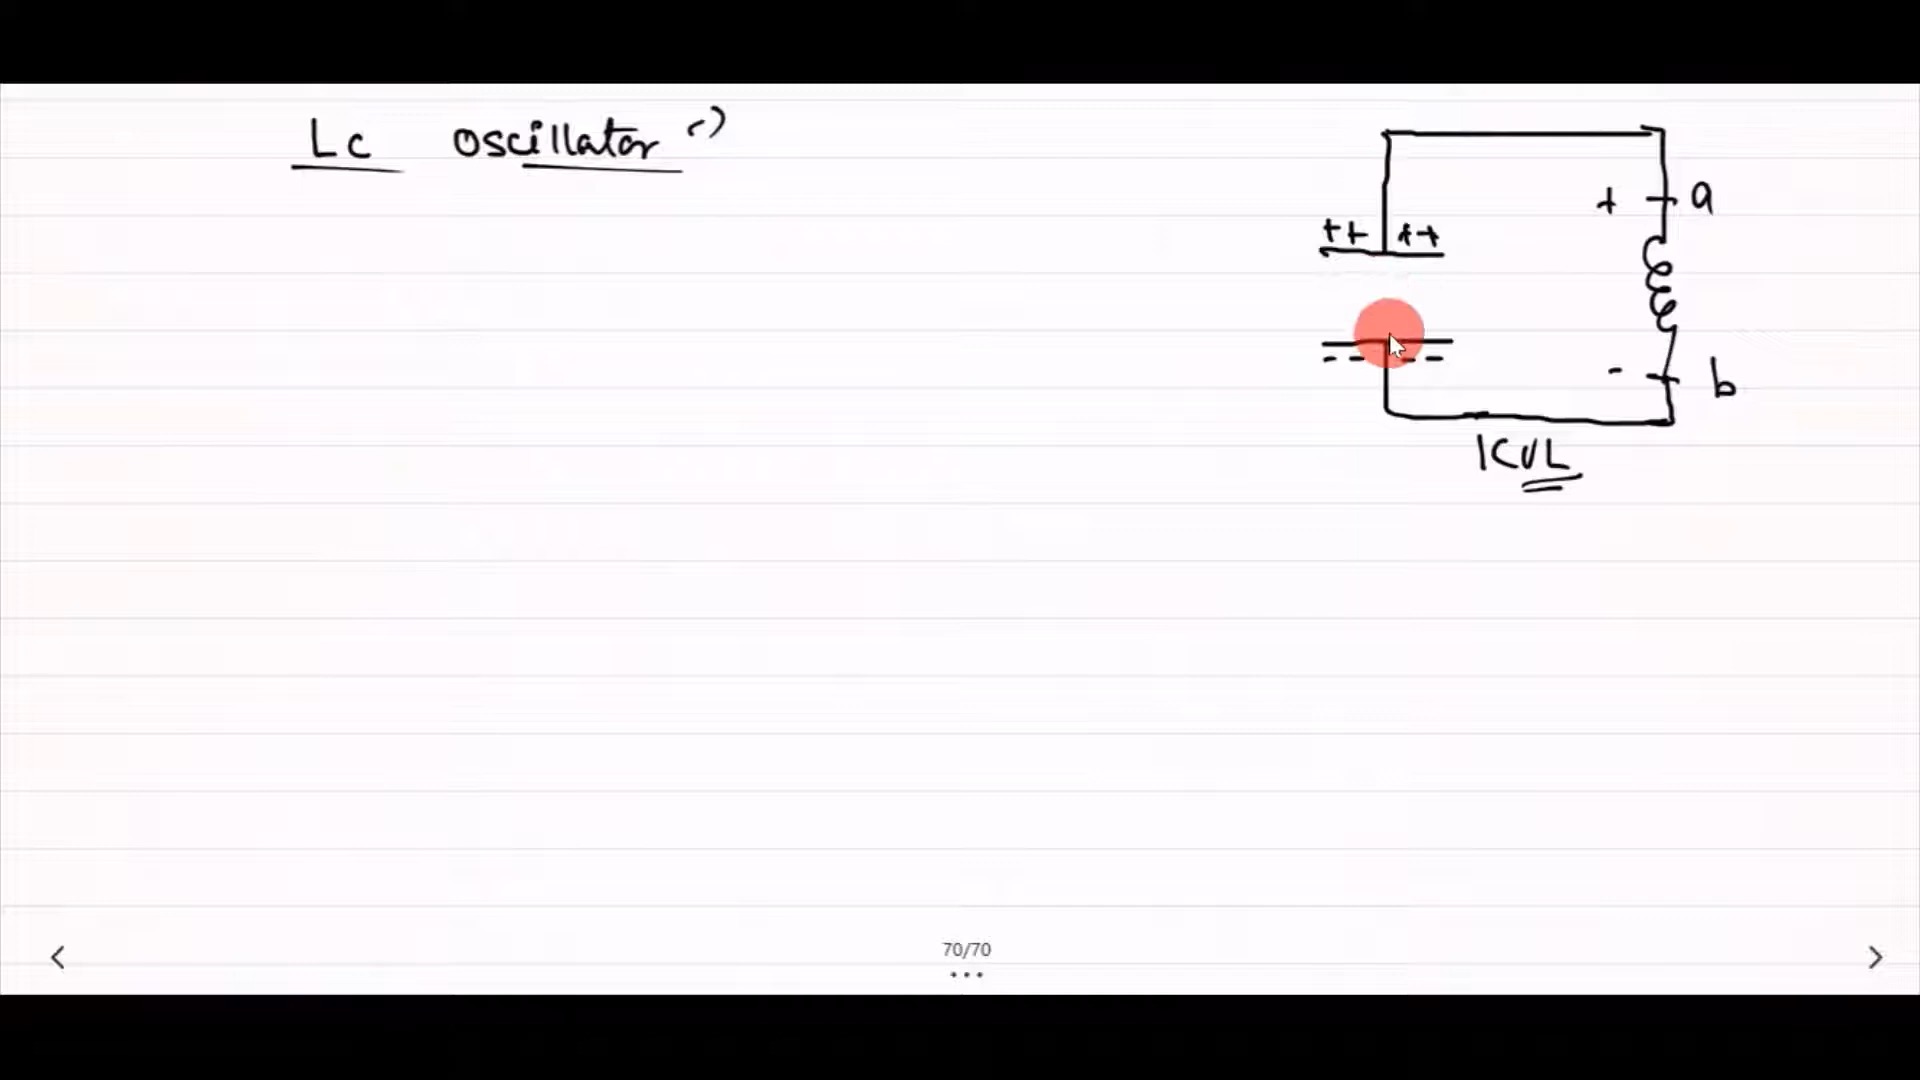 Lc oscillator :)
++ ++
+ a
-- --
- b
KVL
70/70